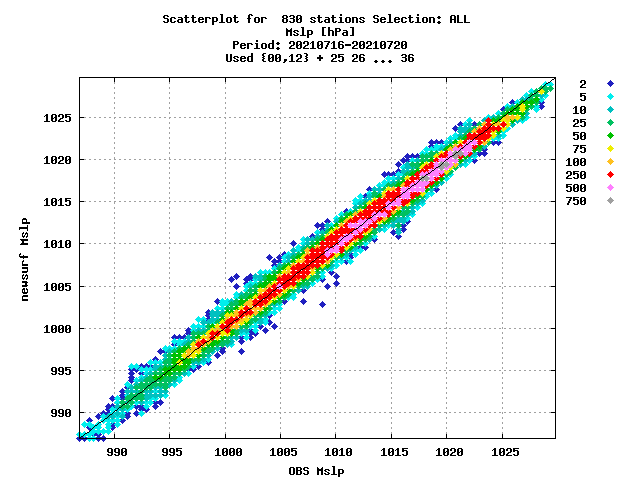 Scatterplot for  830 stations Selection: ALL
Mslp [hPa]
Period: 20210716-20210720
Used {00,12} + 25 26 ... 36
2
5
10
25
50
75
100
250
500
750
newsurf Mslp
1025
1020
1015
1010
1005
1000
995
990
990 995 1000 1005 1010 1015 1020 1025
OBS Mslp